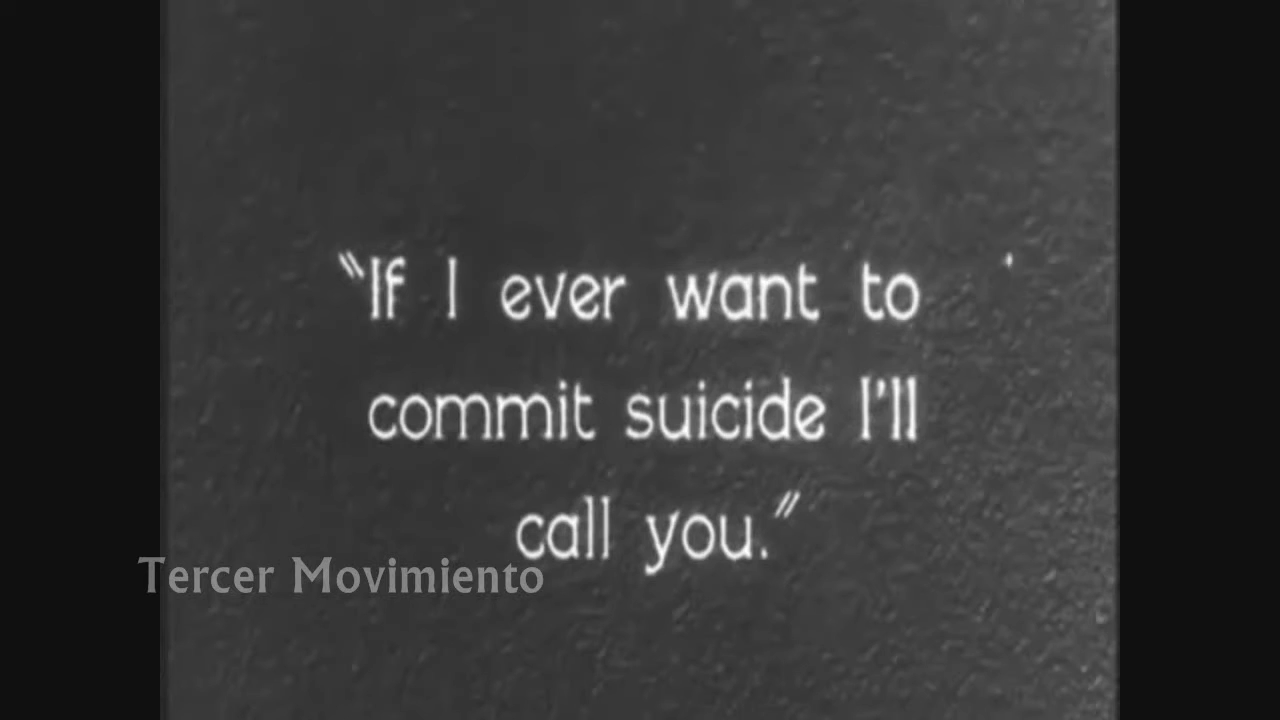 “If I ever want to
commit suicide I'll
call you.”
Tercer Movimiento